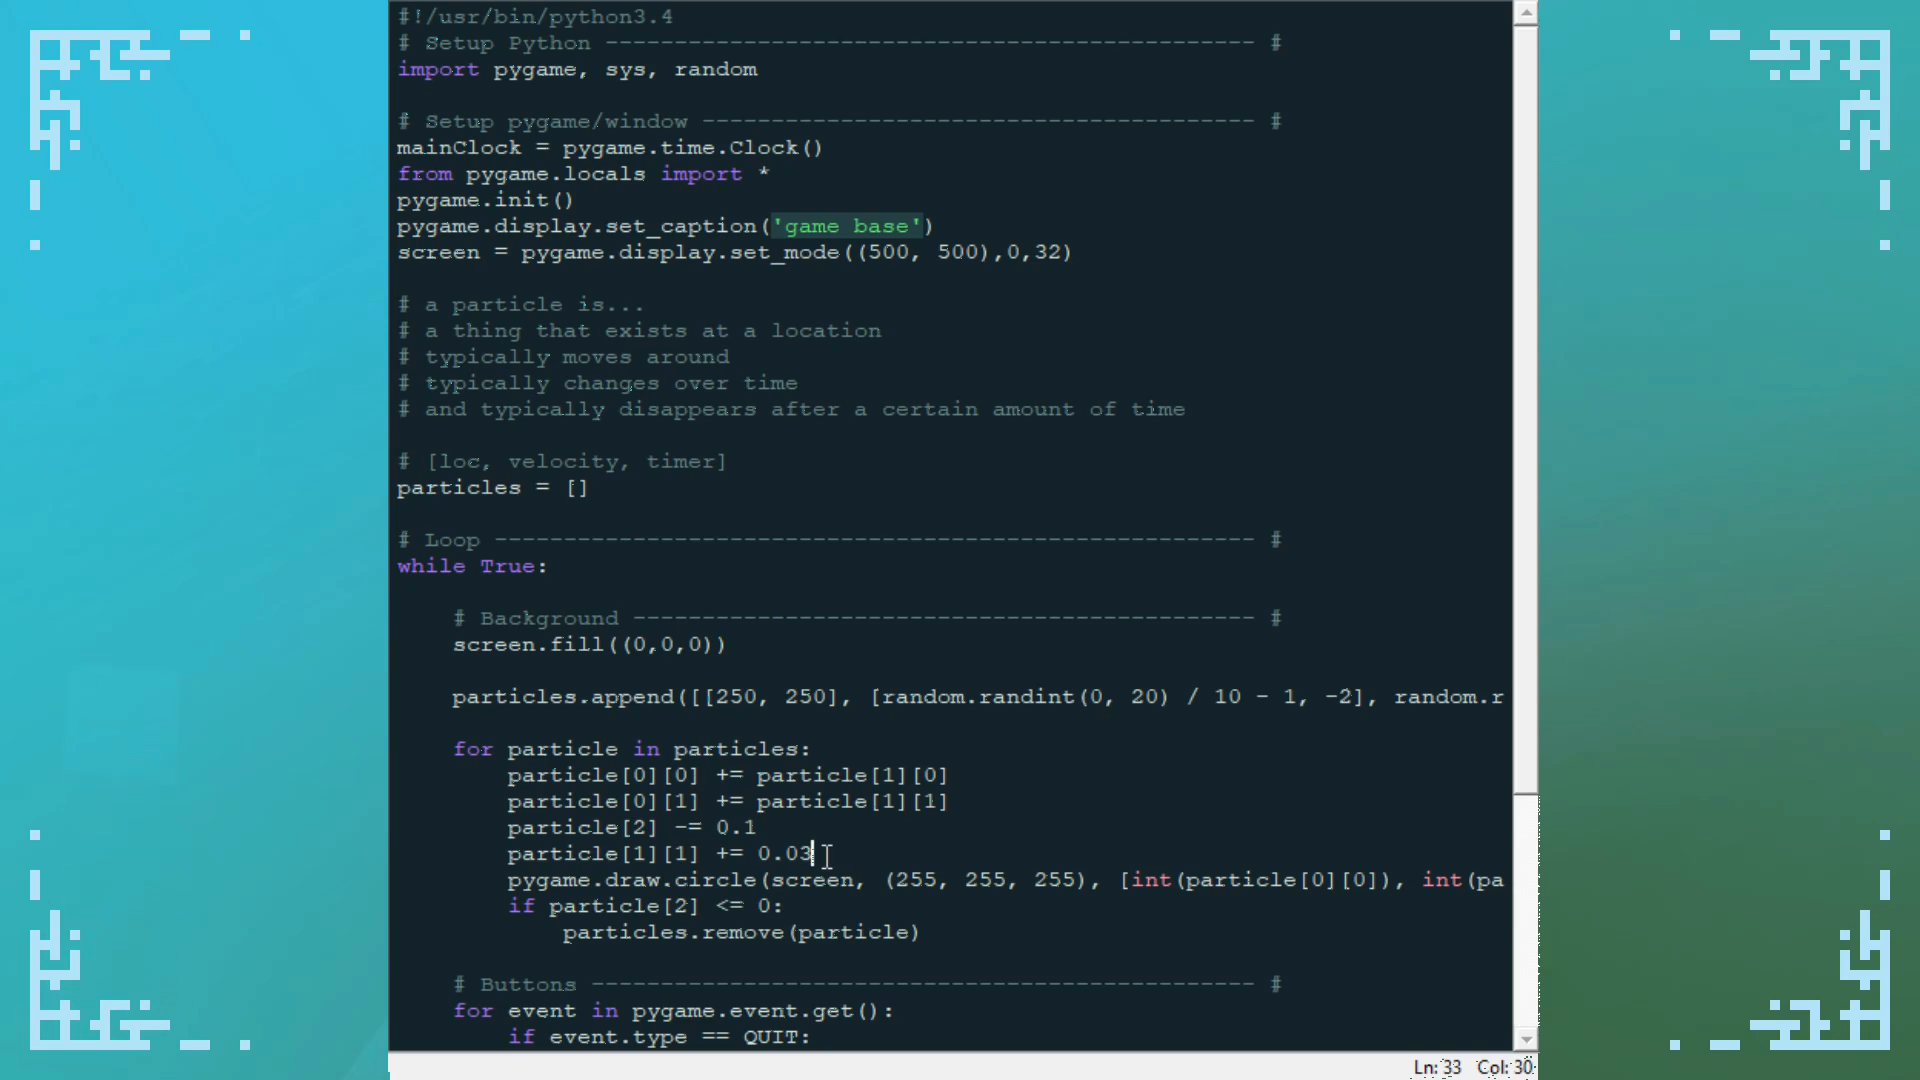 #!/usr/bin/python3.4
# Setup Python ----------------------------------------------- #
import pygame, sys, random
# Setup pygame/window ---------------------------------------- #
mainClock = pygame.time.Clock()
from pygame.locals import *
pygame.init()
pygame.display.set_caption('game base')
screen = pygame.display.set_mode((500, 500),0,32)
# a particle is...
# a thing that exists at a location
# typically moves around
# typically changes over time
# and typically disappears after a certain amount of time
# [loc, velocity, timer]
particles = []
# Loop ------------------------------------------------------- #
while True:
# Background --------------------------------------------- #
screen.fill((0,0,0))
particles.append([[250, 250], [random.randint(0, 20) / 10 - 1, -2], random.r
for particle in particles:
particle[0][0] += particle[1][0]
particle[0][1] += particle[1][1]
particle[2] -= 0.1
particle[1][1] += 0.03
pygame.draw.circle(screen, (255, 255, 255), [int(particle[0][0]), int(pa
if particle[2] <= 0:
particles.remove(particle)
# Buttons ------------------------------------------------ #
for event in pygame.event.get():
if event.type == QUIT:
Ln: 33 Col: 30